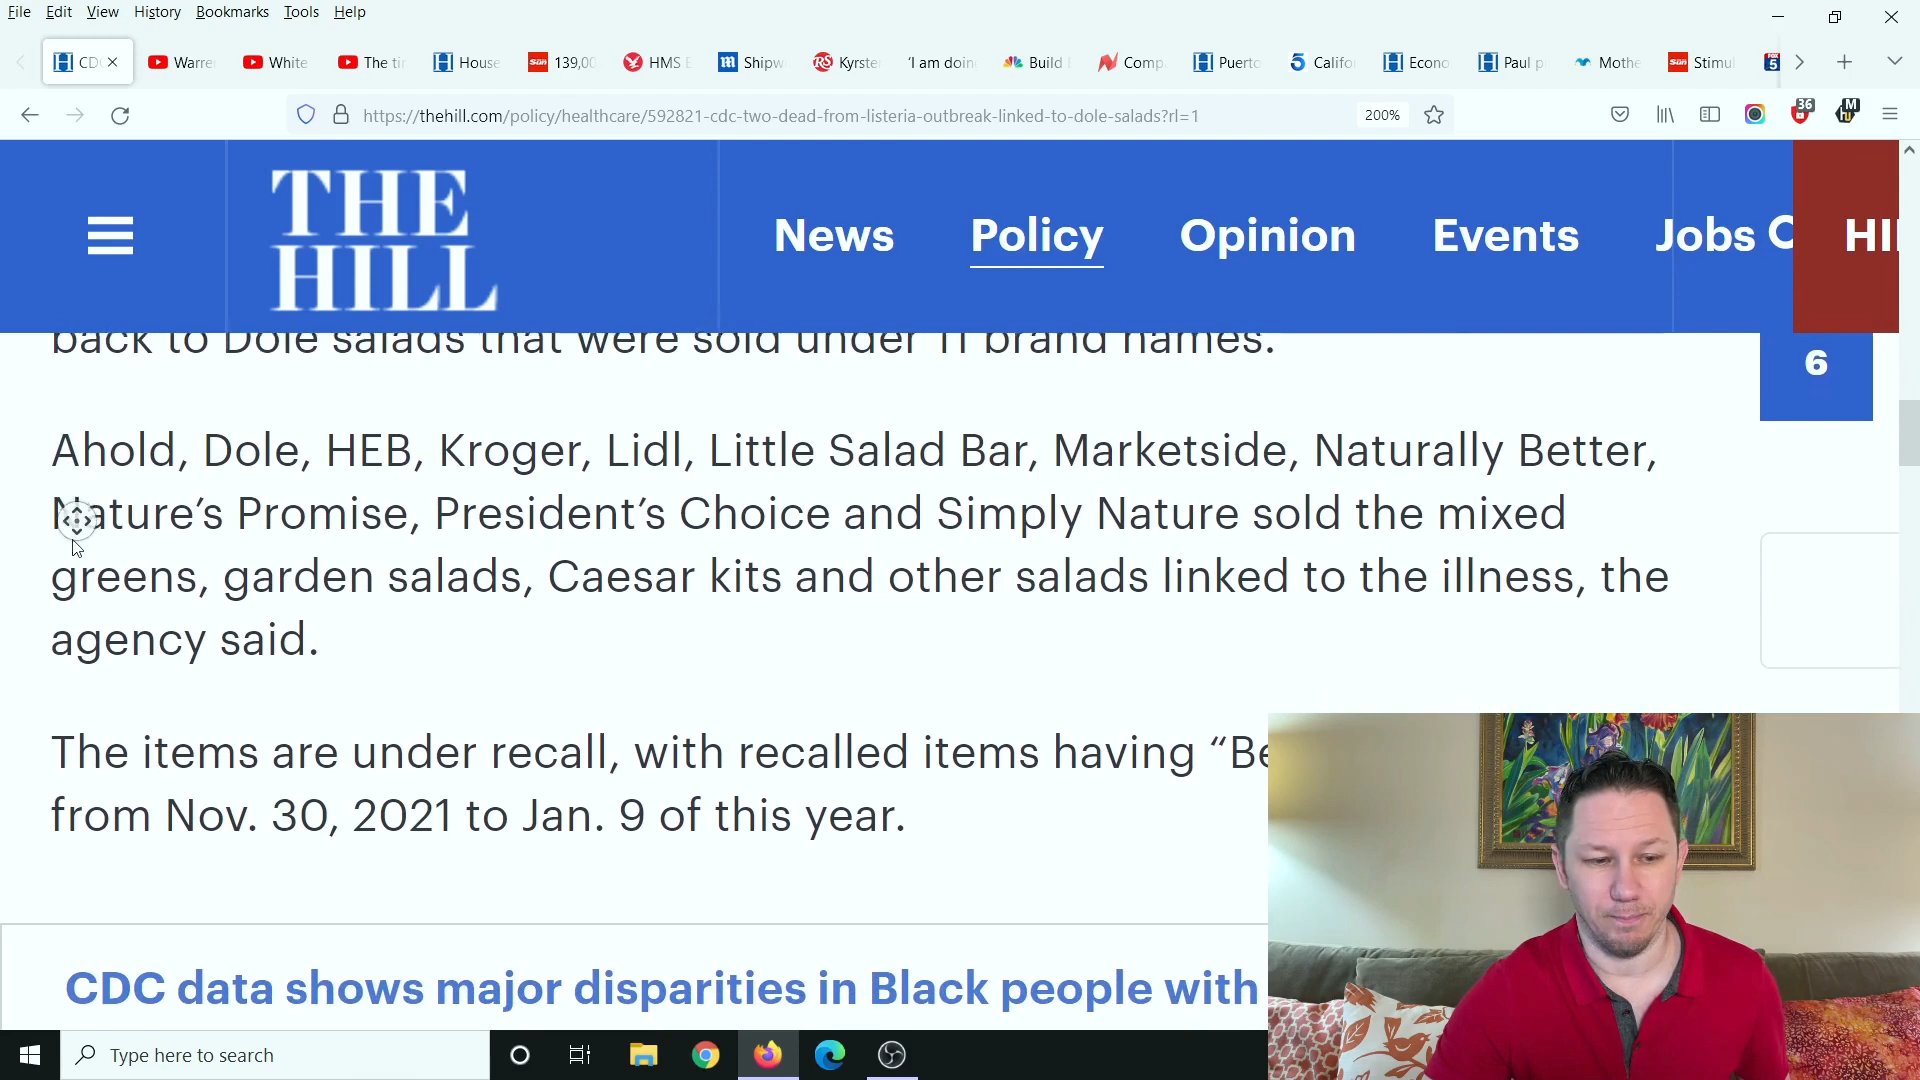 File Edit View History Bookmarks Tools Help
CDC
Warre
White
The ti
House
Sun 139,00
HMS E
m Shipw
RS Kyrste
'I am doin
Build
Comp
Puerto
5 Califo
Econo
Paul p
Mothe
Sun Stimul
https://thehill.com/policy/healthcare/592821-cdc-two-dead-from-listeria-outbreak-linked-to-dole-salads?rl=1
200%
36
M
THE
HILL
News Policy Opinion Events Jobs HI
back to Dole salads that were sold under 11 brand names.
6
Ahold, Dole, HEB, Kroger, Lidl, Little Salad Bar, Marketside, Naturally Better,
Nature's Promise, President's Choice and Simply Nature sold the mixed
greens, garden salads, Caesar kits and other salads linked to the illness, the
agency said.
The items are under recall, with recalled items having “Be
from Nov. 30, 2021 to Jan. 9 of this year.
CDC data shows major disparities in Black people with
Type here to search